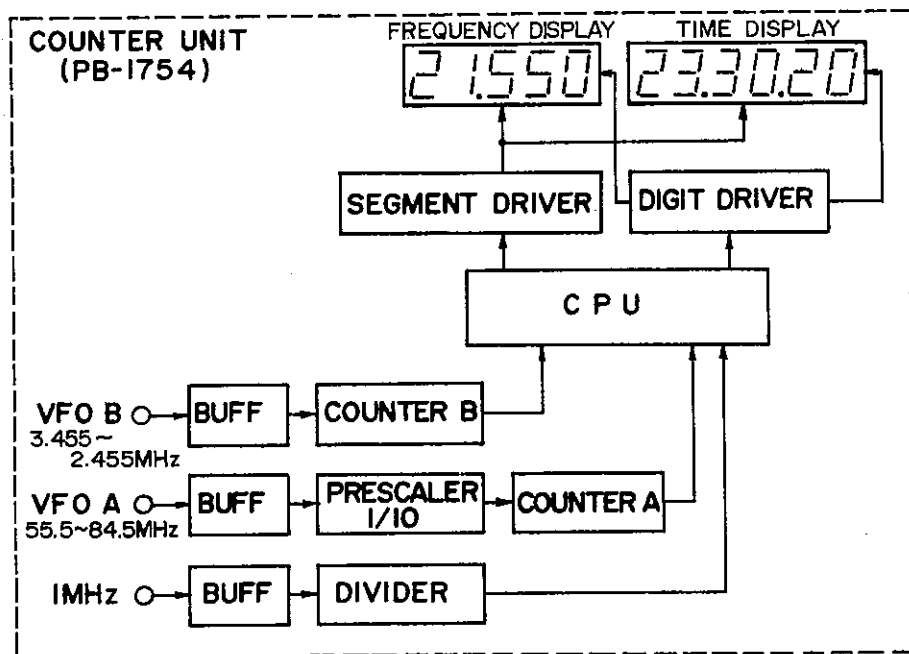 COUNTER UNIT
(PB-1754)
FREQUENCY DISPLAY
21.550
TIME DISPLAY
23.30.20
SEGMENT DRIVER
DIGIT DRIVER
CPU
VFO B
3.455~
2.455MHz
BUFF
COUNTER B
VFO A
55.5~84.5MHz
BUFF
PRESCALER
1/10
COUNTER A
1MHz
BUFF
DIVIDER